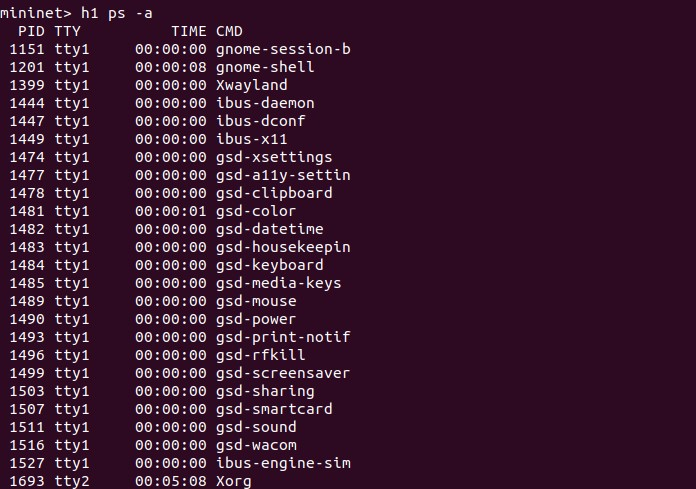 mininet> h1 ps -a
PID TTY TIME CMD
1151 tty1 00:00:00 gnome-session-b
1201 tty1 00:00:08 gnome-shell
1399 tty1 00:00:00 Xwayland
1444 tty1 00:00:00 ibus-daemon
1447 tty1 00:00:00 ibus-dconf
1449 tty1 00:00:00 ibus-x11
1474 tty1 00:00:00 gsd-xsettings
1477 tty1 00:00:00 gsd-a11y-settin
1478 tty1 00:00:00 gsd-clipboard
1481 tty1 00:00:01 gsd-color
1482 tty1 00:00:00 gsd-datetime
1483 tty1 00:00:00 gsd-housekeepin
1484 tty1 00:00:00 gsd-keyboard
1485 tty1 00:00:00 gsd-media-keys
1489 tty1 00:00:00 gsd-mouse
1490 tty1 00:00:00 gsd-power
1493 tty1 00:00:00 gsd-print-notif
1496 tty1 00:00:00 gsd-rfkill
1499 tty1 00:00:00 gsd-screensaver
1503 tty1 00:00:00 gsd-sharing
1507 tty1 00:00:00 gsd-smartcard
1511 tty1 00:00:00 gsd-sound
1516 tty1 00:00:00 gsd-wacom
1527 tty1 00:00:00 ibus-engine-sim
1693 tty2 00:05:08 Xorg